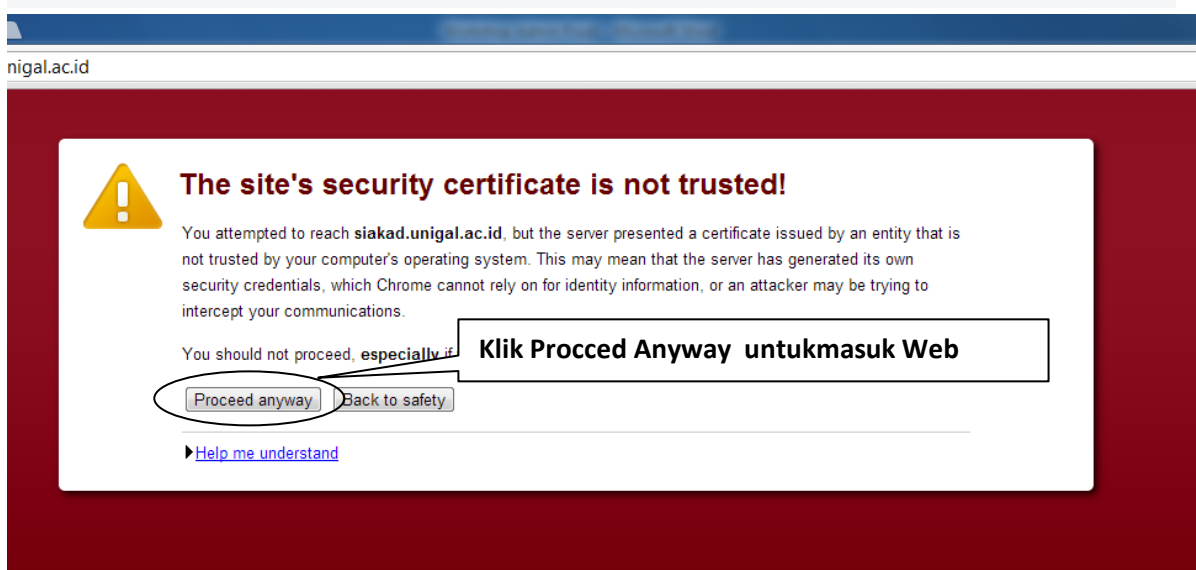 nigal.ac.id
The site's security certificate is not trusted!
You attempted to reach siakad.unigal.ac.id, but the server presented a certificate issued by an entity that is
not trusted by your computer's operating system. This may mean that the server has generated its own
security credentials, which Chrome cannot rely on for identity information, or an attacker may be trying to
intercept your communications.
You should not proceed, especially if
Klik Procced Anyway untukmasuk Web
Proceed anyway Back to safety
Help me understand